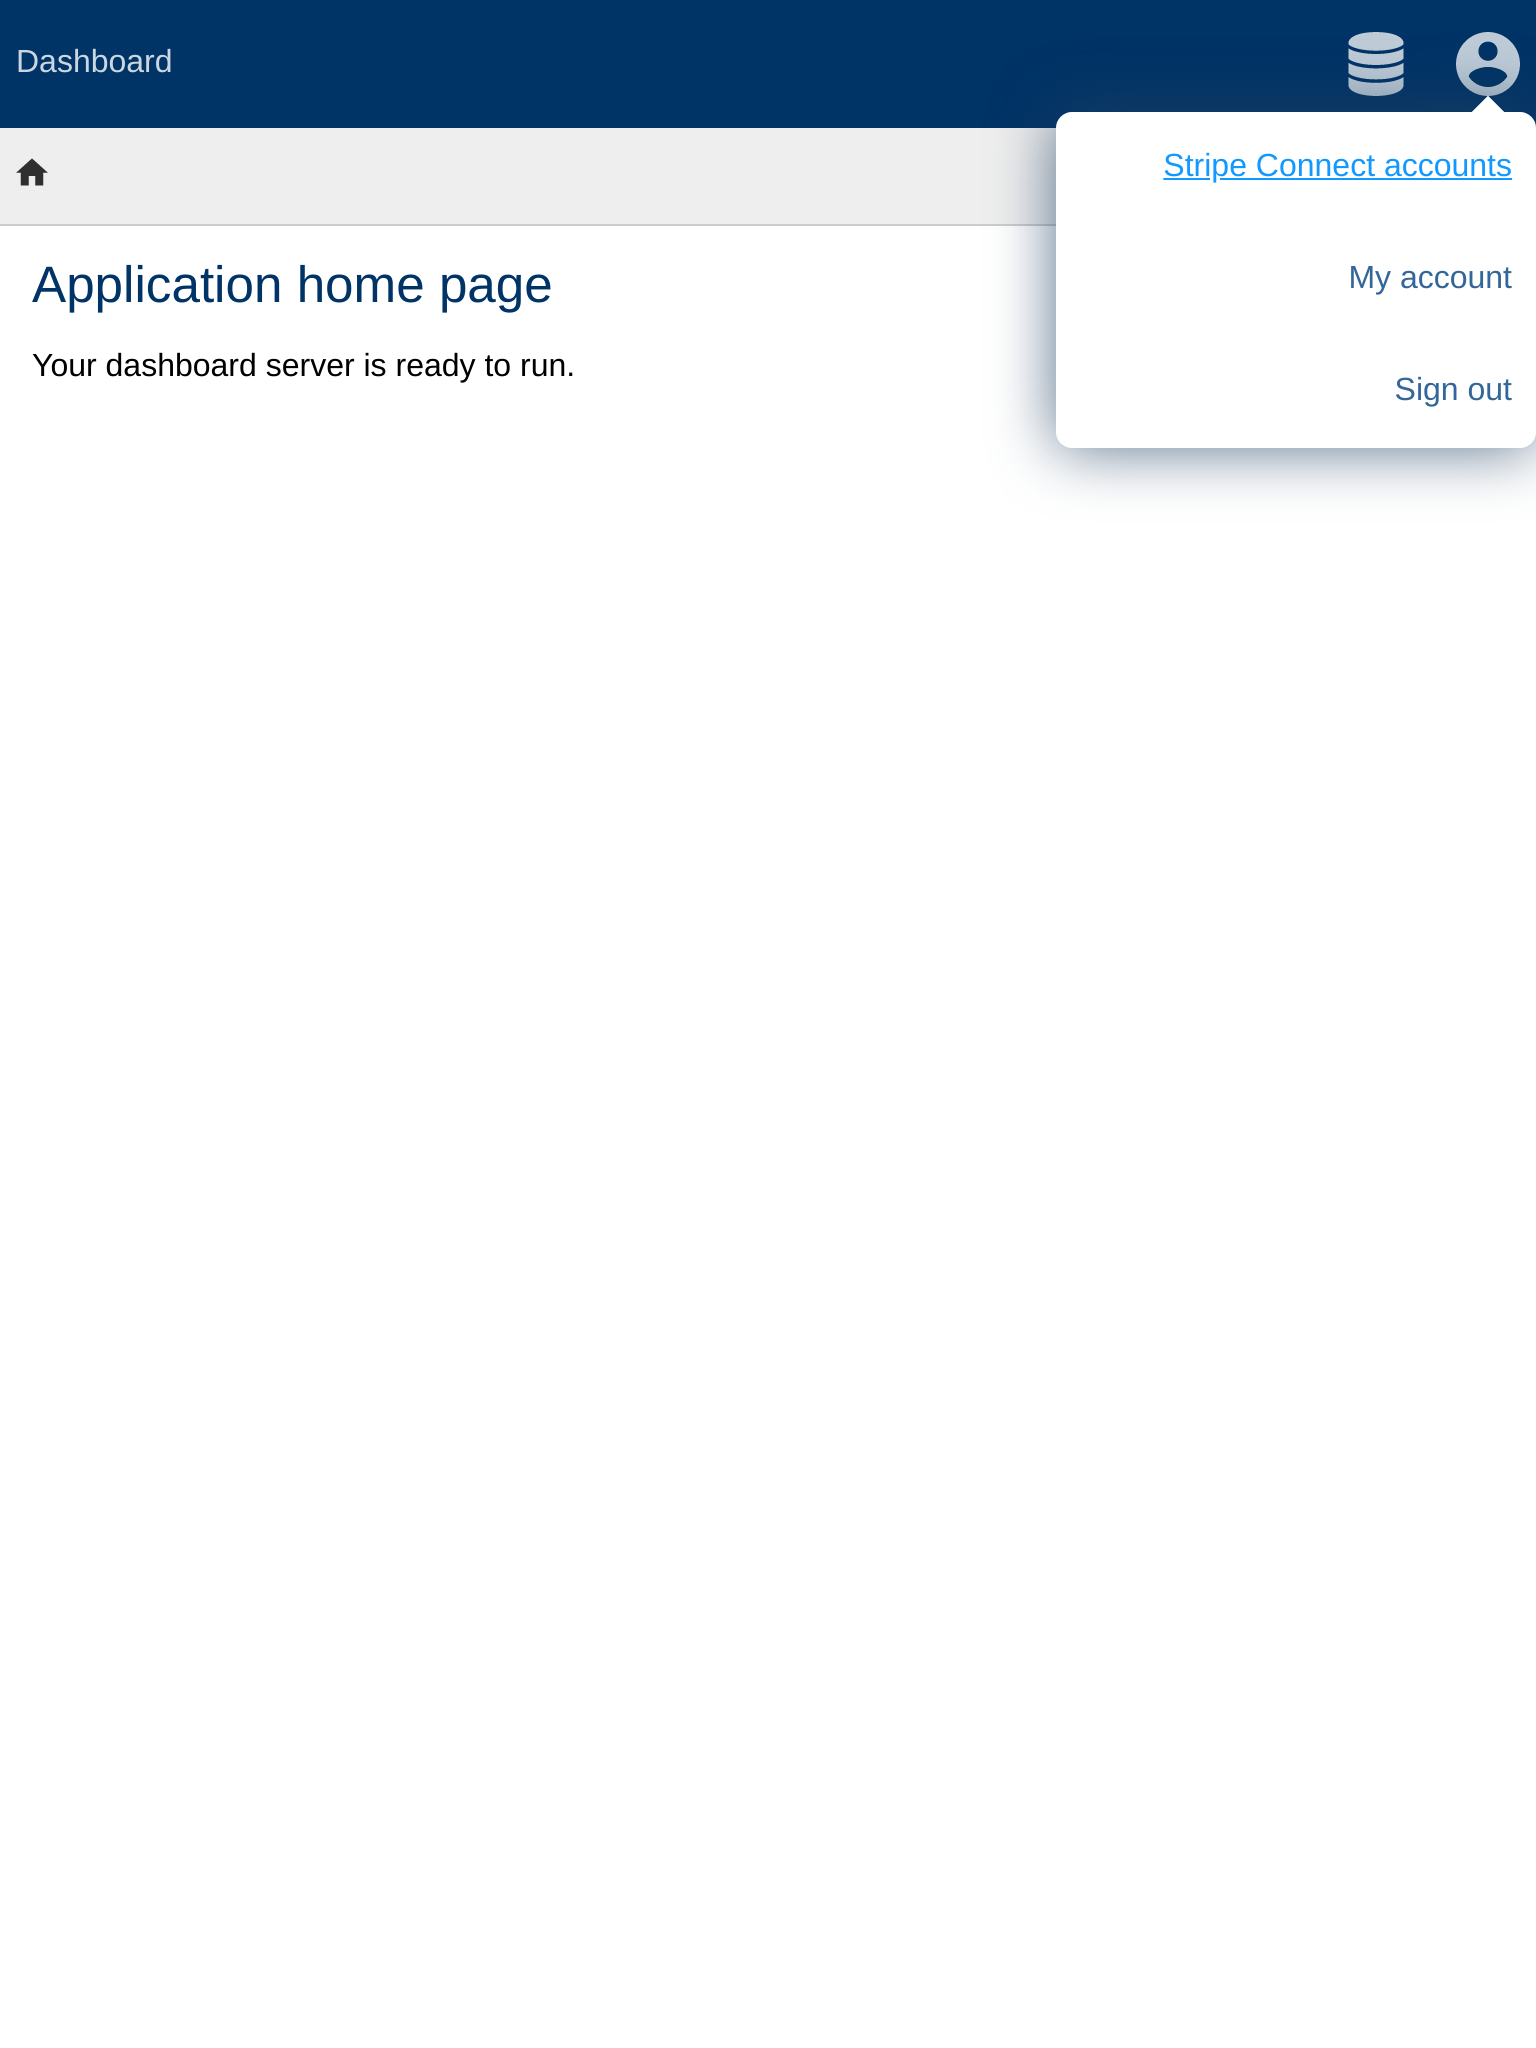 Dashboard
Stripe Connect accounts
My account
Sign out
Application home page
Your dashboard server is ready to run.